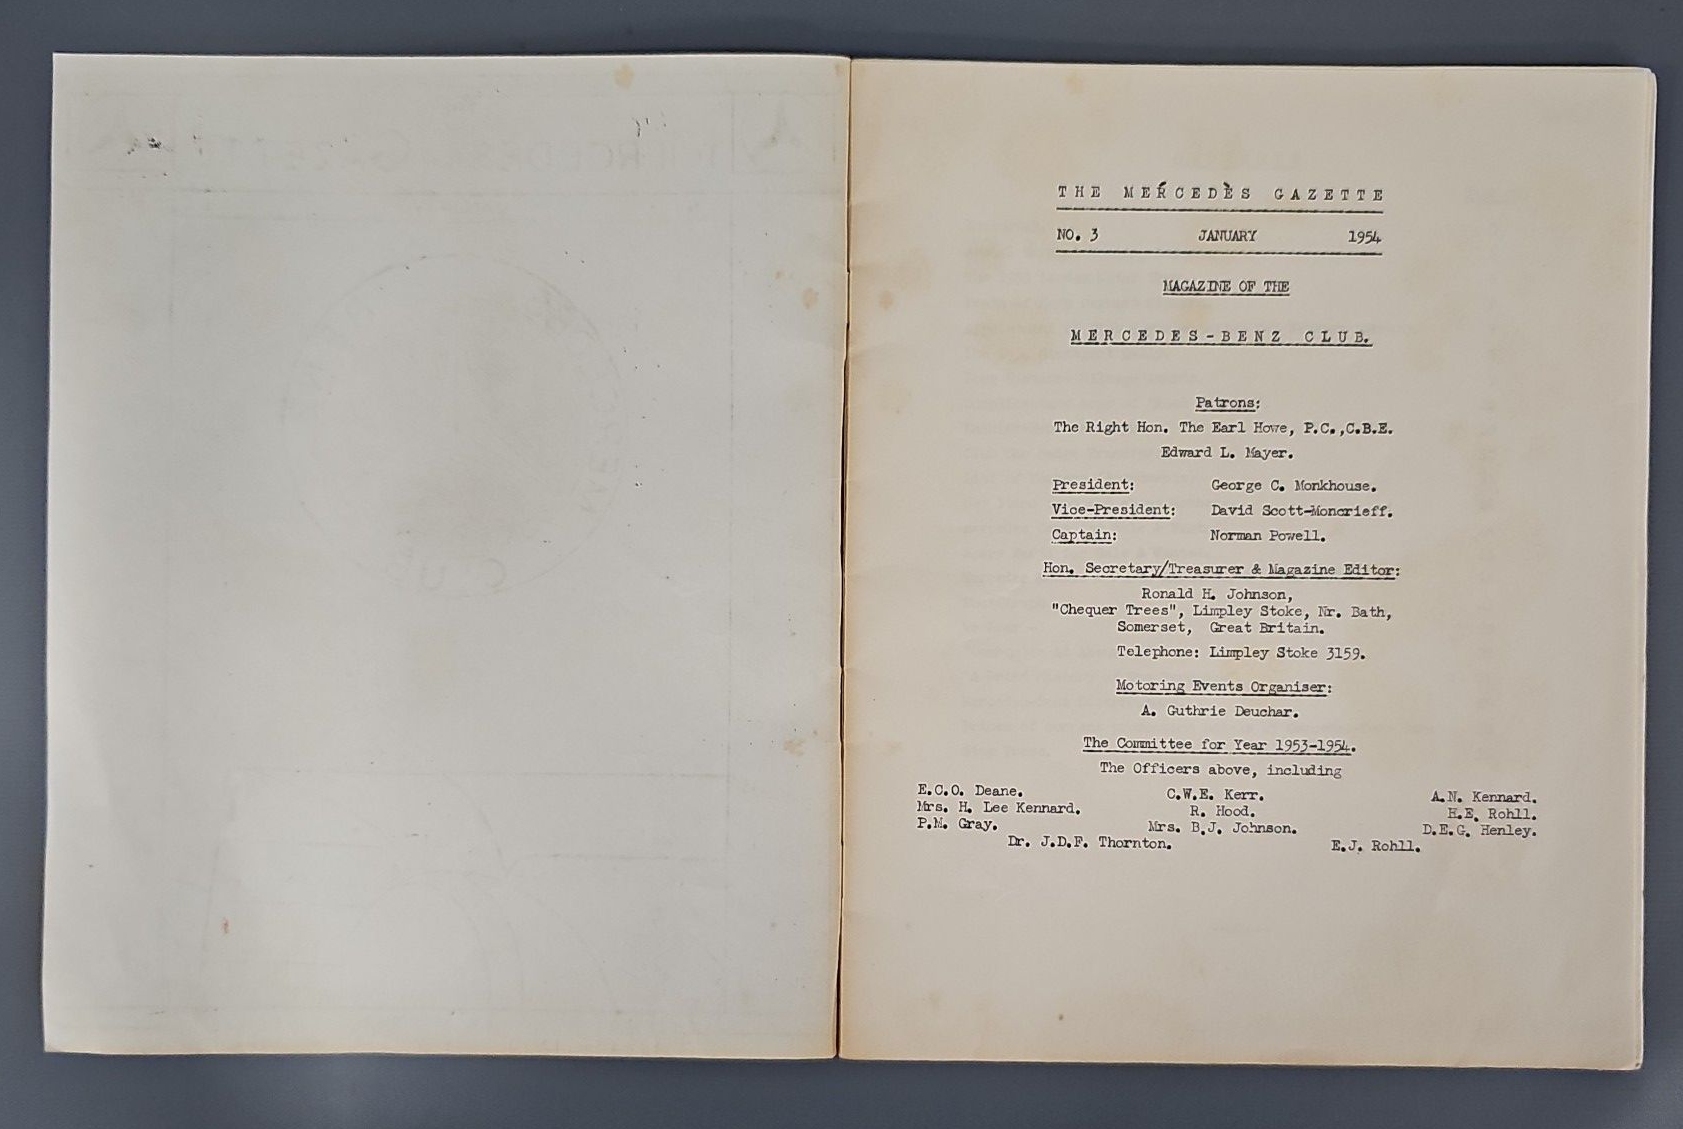 THE MÉRCEDÈS GAZETTE
NO. 3 JANUARY 1954
MAGAZINE OF THE
MERCEDES-BENZ CLUB.
Patrons:
The Right Hon. The Earl Howe, P.C.,C.B.E.
Edward L. Mayer.
President: George C. Monkhouse.
Vice-President: David Scott-Moncrieff.
Captain: Norman Powell.
Hon. Secretary/Treasurer & Magazine Editor:
Ronald H. Johnson,
"Chequer Trees", Limpley Stoke, Nr. Bath,
Somerset, Great Britain.
Telephone: Limpley Stoke 3159.
Motoring Events Organiser:
A. Guthrie Deuchar.
The Committee for Year 1953-1954.
The Officers above, including
E.C.O. Deane. C.W.E. Kerr. A.N. Kennard.
Mrs. H. Lee Kennard. R. Hood. H.E. Rohll.
P.M. Gray. Mrs. B.J. Johnson. D.E.G. Henley.
Dr. J.D.F. Thornton. E.J. Rohll.